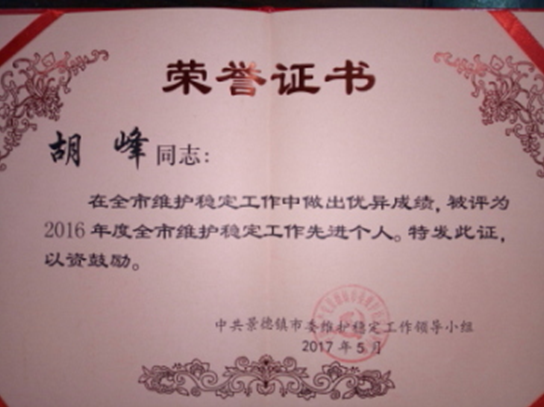 荣誉证书
胡峰同志：
在全市维护稳定工作中做出优异成绩，被评为
2016年度全市维护稳定工作先进个人。特发此证，
以资鼓励。
中共景德镇市委维护稳定工作领导小组
2017年5月